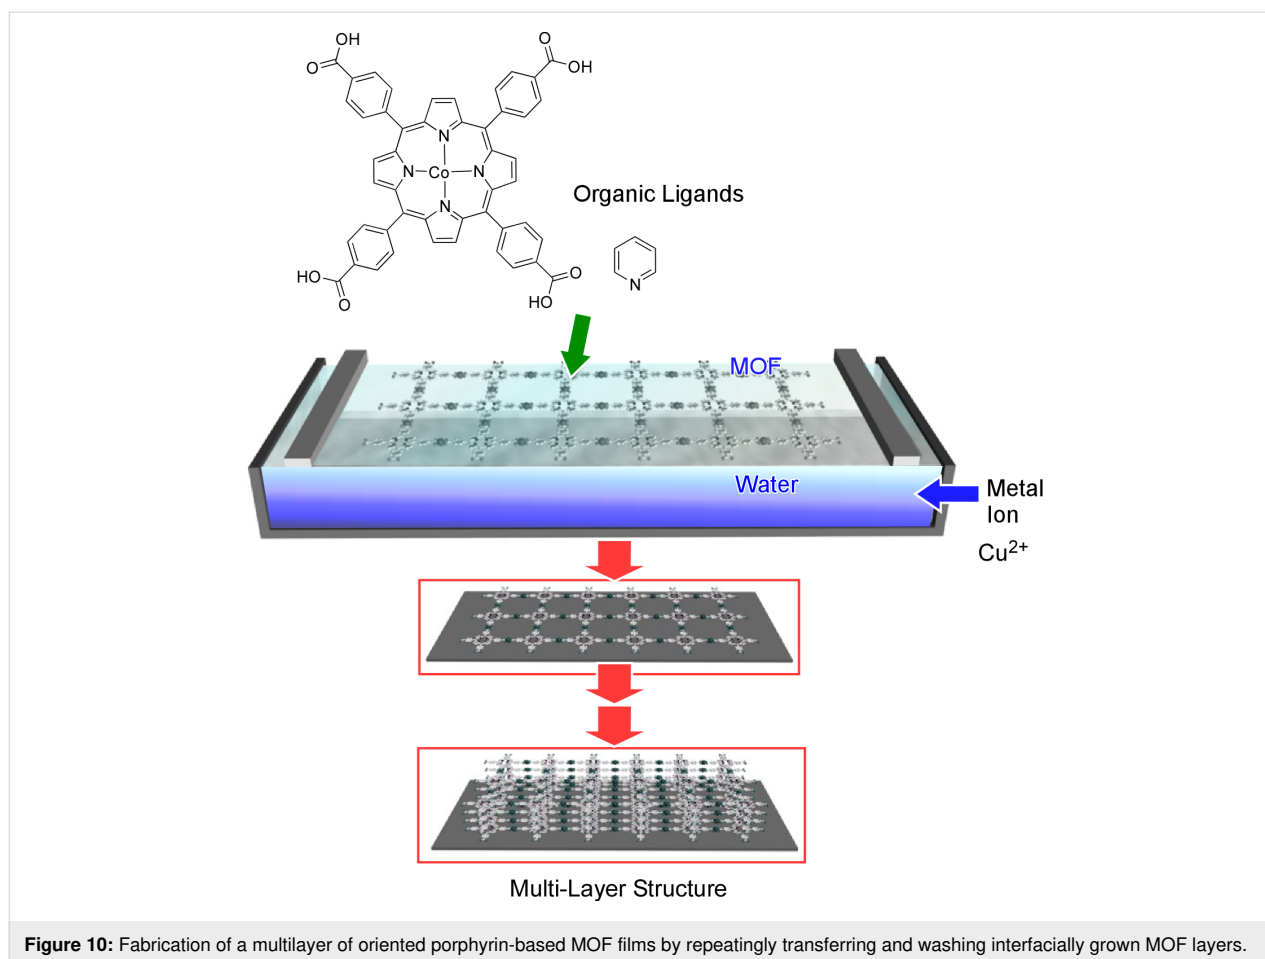 OH
O
O
OH
N
N
Co
N
N
Organic Ligands
HO
O
O
HO
N
MOF
Water
Metal
Ion
Cu2+
Multi-Layer Structure
Figure 10: Fabrication of a multilayer of oriented porphyrin-based MOF films by repeatingly transferring and washing interfacially grown MOF layers.